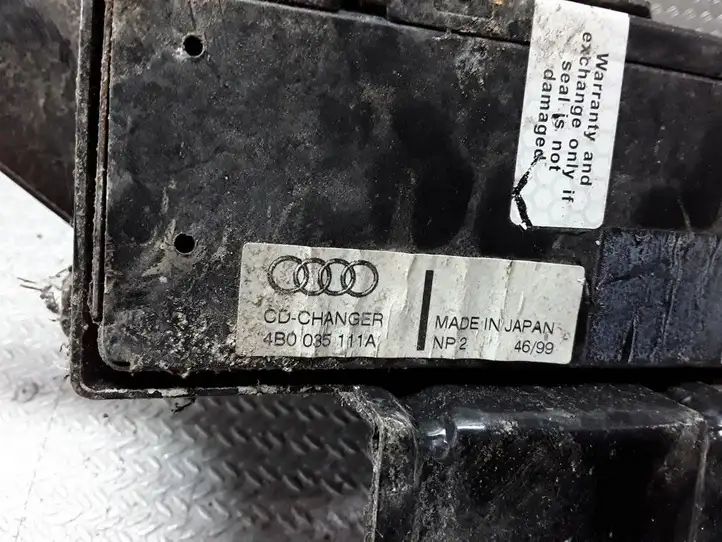 Warranty and
exchange only if
seal is not
damaged
CD-CHANGER
4B0 035 111A
MADE IN JAPAN
NP 2 46/99